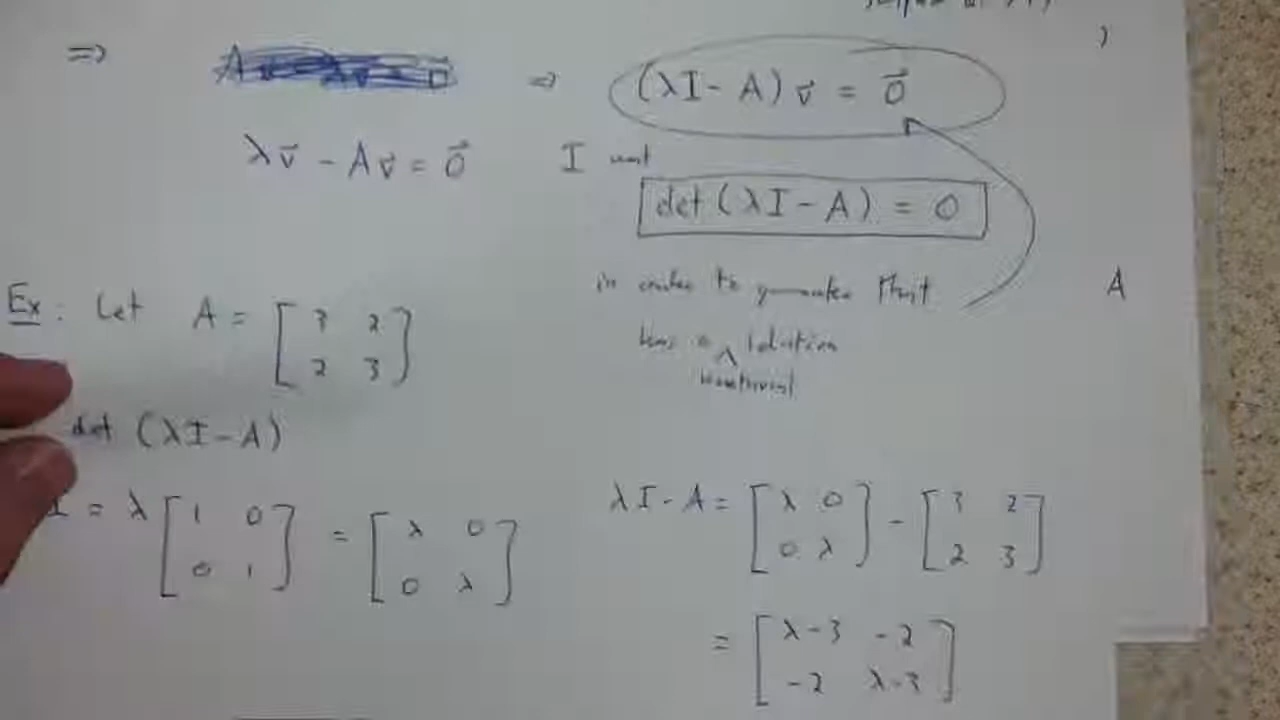 => => (λI - A) v⃗ = 0⃗
λv⃗ - Av⃗ = 0⃗ I want
det (λI - A) = 0
in order to guarantee that
has a nontrivial solution
A
Ex: Let A = [3 2
2 3]
det (λI - A)
I = λ [1 0
0 1] = [λ 0
0 λ]
λI - A = [λ 0
0 λ] - [3 2
2 3]
= [λ-3 -2
-2 λ-3]